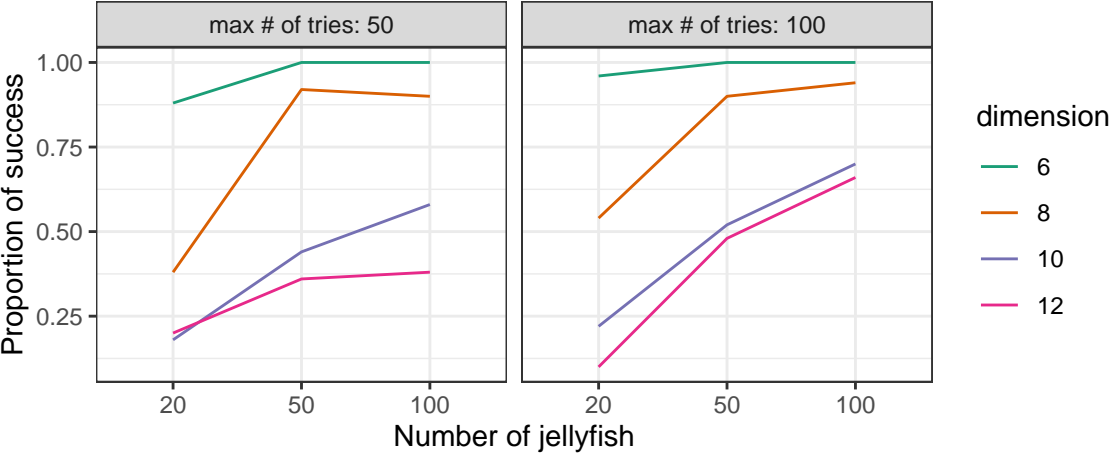 max # of tries: 50
max # of tries: 100
1.00
0.75
0.50
0.25
Proportion of success
20 50 100
20 50 100
Number of jellyfish
dimension
6
8
10
12